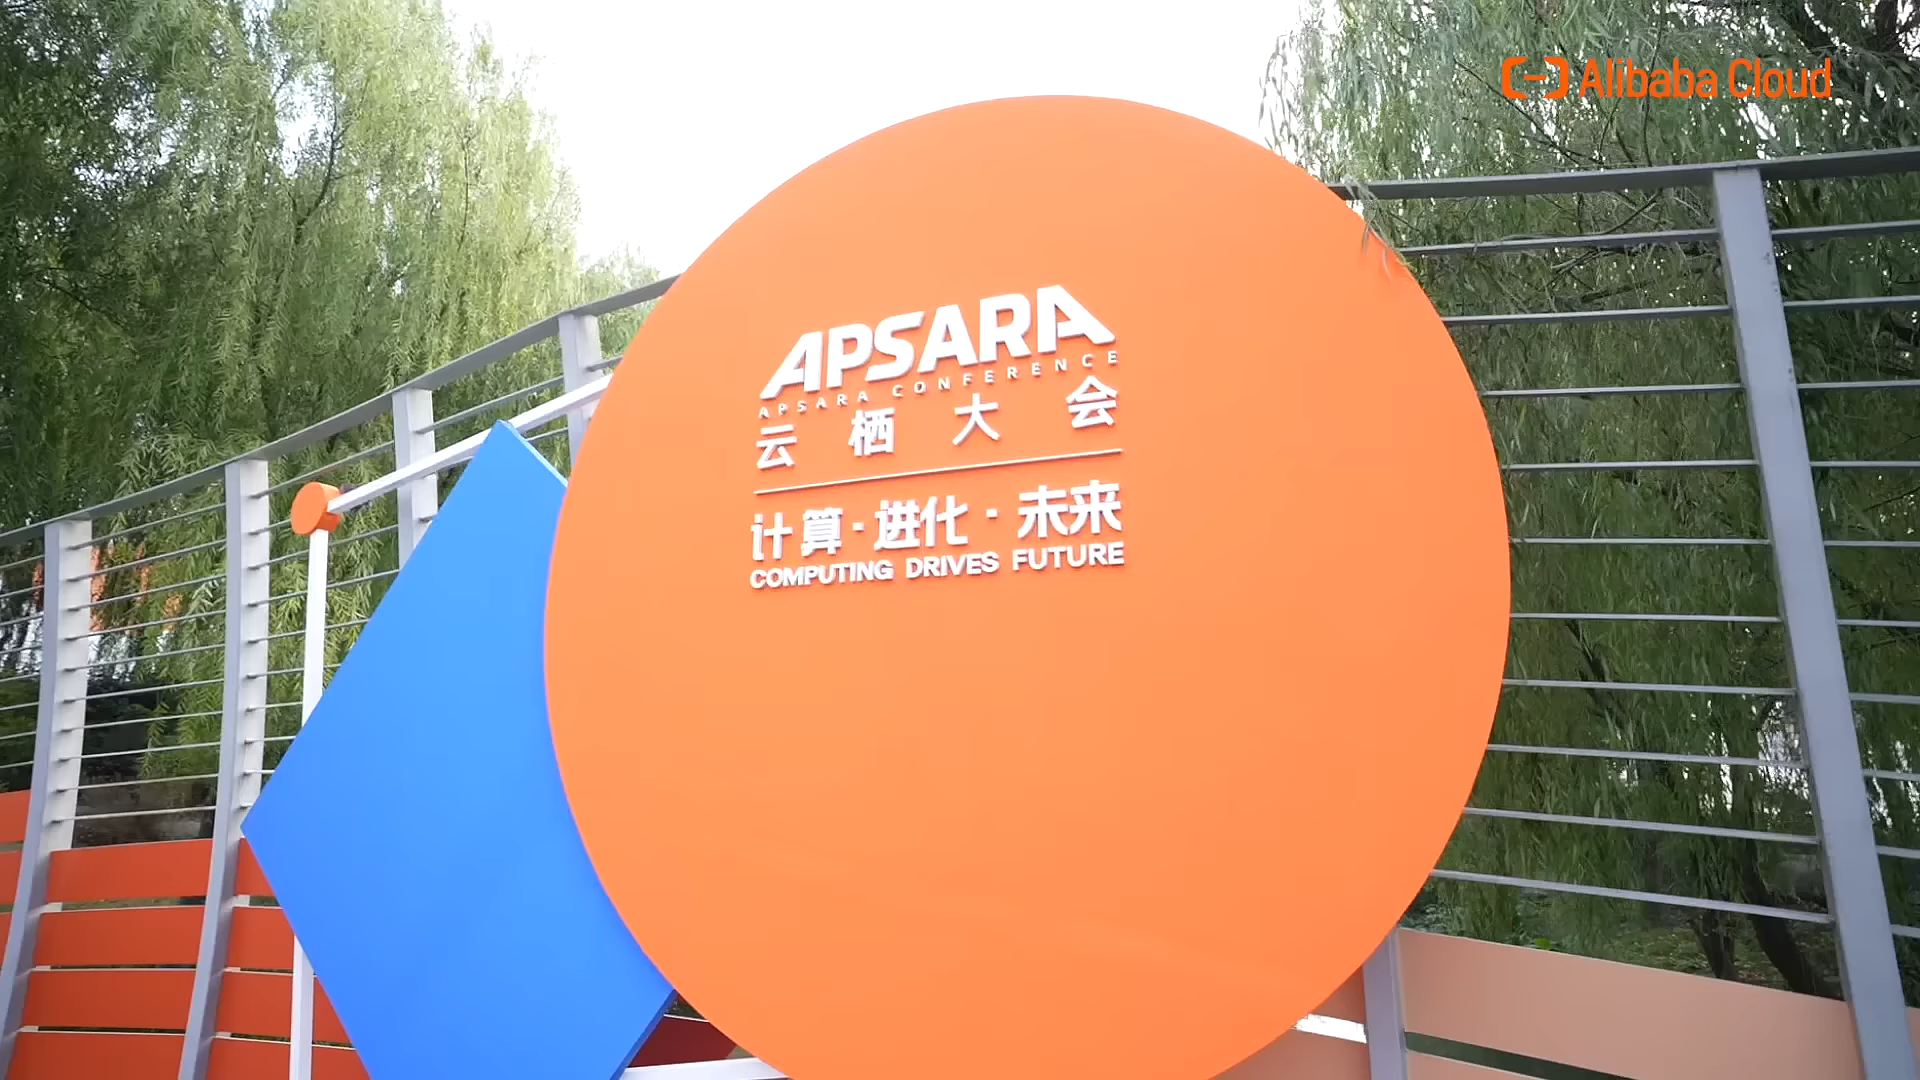 Alibaba Cloud
APSARA
APSARA CONFERENCE
云栖大会
计算·进化·未来
COMPUTING DRIVES FUTURE